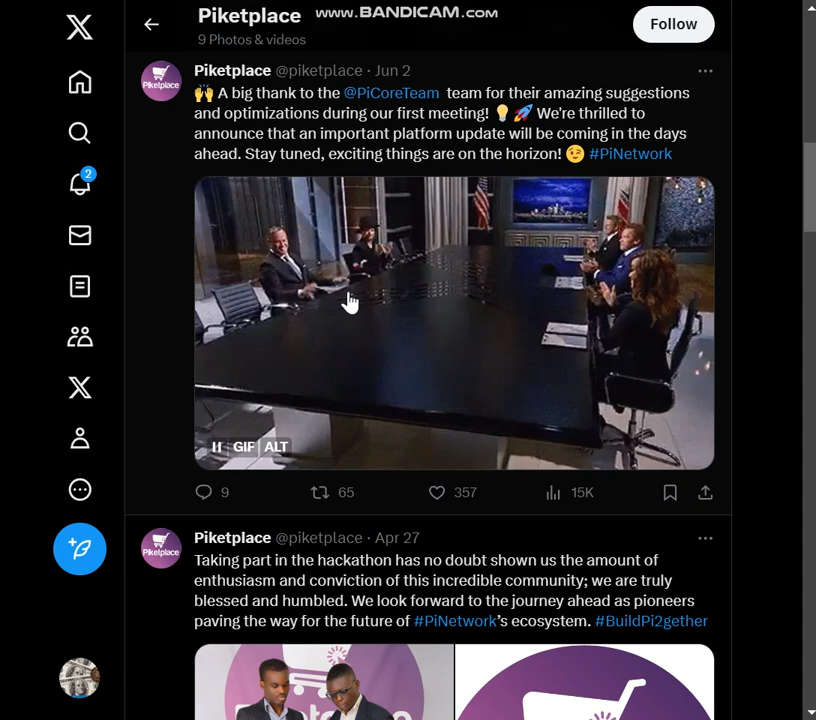 Piketplace
www.BANDICAM.com
Follow
9 Photos & videos
2
Piketplace
Piketplace @piketplace · Jun 2
🙌 A big thank to the @PiCoreTeam team for their amazing suggestions
and optimizations during our first meeting! 💡 🚀 We're thrilled to
announce that an important platform update will be coming in the days
ahead. Stay tuned, exciting things are on the horizon! 😉 #PiNetwork
GIF ALT
9 65 357 15K
Piketplace
Piketplace @piketplace · Apr 27
Taking part in the hackathon has no doubt shown us the amount of
enthusiasm and conviction of this incredible community; we are truly
blessed and humbled. We look forward to the journey ahead as pioneers
paving the way for the future of #PiNetwork's ecosystem. #BuildPi2gether